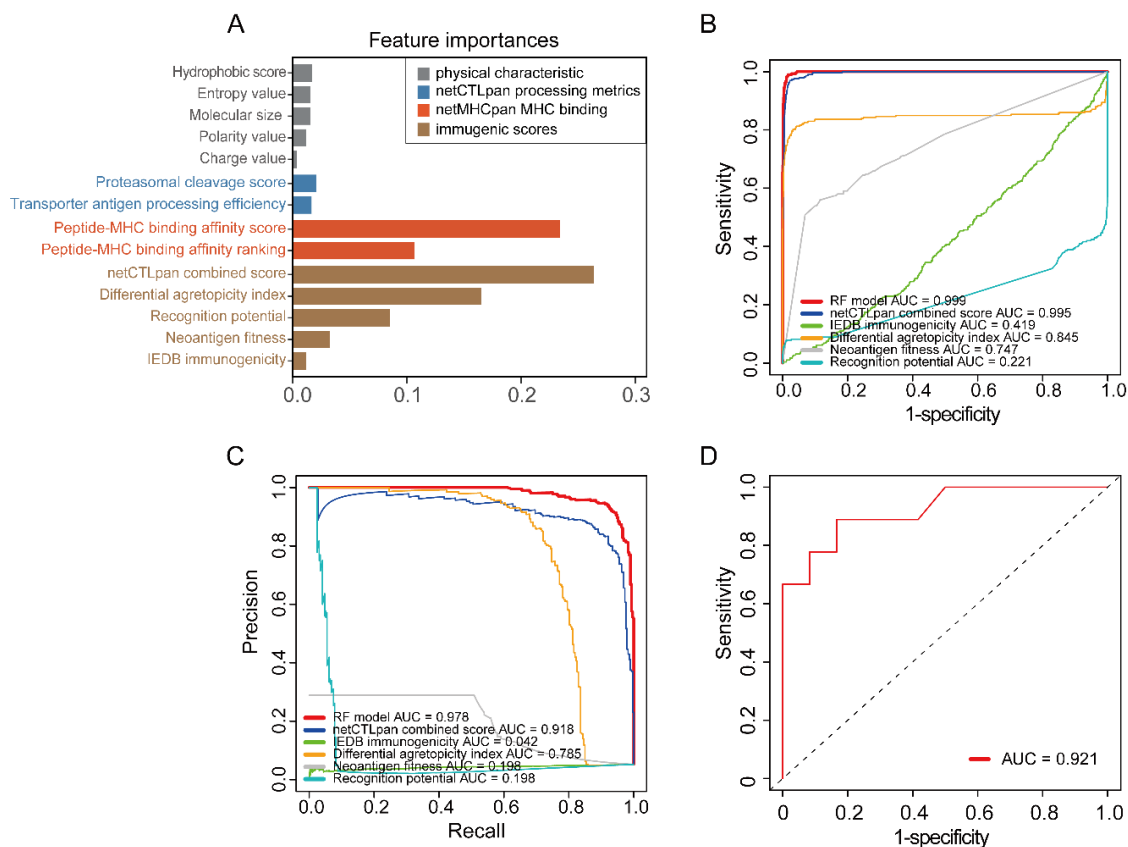 A
Feature importances
Hydrophobic score
Entropy value
Molecular size
Polarity value
Charge value
Proteasomal cleavage score
Transporter antigen processing efficiency
Peptide-MHC binding affinity score
Peptide-MHC binding affinity ranking
netCTLpan combined score
Differential agretopicity index
Recognition potential
Neoantigen fitness
IEDB immunogenicity
physical characteristic
netCTLpan processing metrics
netMHCpan MHC binding
immugenic scores
0.0 0.1 0.2 0.3
B
Sensitivity
1.0
0.8
0.6
0.4
0.2
0.0
RF model AUC = 0.999
netCTLpan combined score AUC = 0.995
IEDB immunogenicity AUC = 0.419
Differential agretopicity index AUC = 0.845
Neoantigen fitness AUC = 0.747
Recognition potential AUC = 0.221
0.0 0.2 0.4 0.6 0.8 1.0
1-specificity
C
Precision
1.0
0.8
0.6
0.4
0.2
0.0
RF model AUC = 0.978
netCTLpan combined score AUC = 0.918
IEDB immunogenicity AUC = 0.042
Differential agretopicity index AUC = 0.785
Neoantigen fitness AUC = 0.198
Recognition potential AUC = 0.198
0.0 0.2 0.4 0.6 0.8 1.0
Recall
D
Sensitivity
1.0
0.8
0.6
0.4
0.2
0
AUC = 0.921
0 0.2 0.4 0.6 0.8 1.0
1-specificity